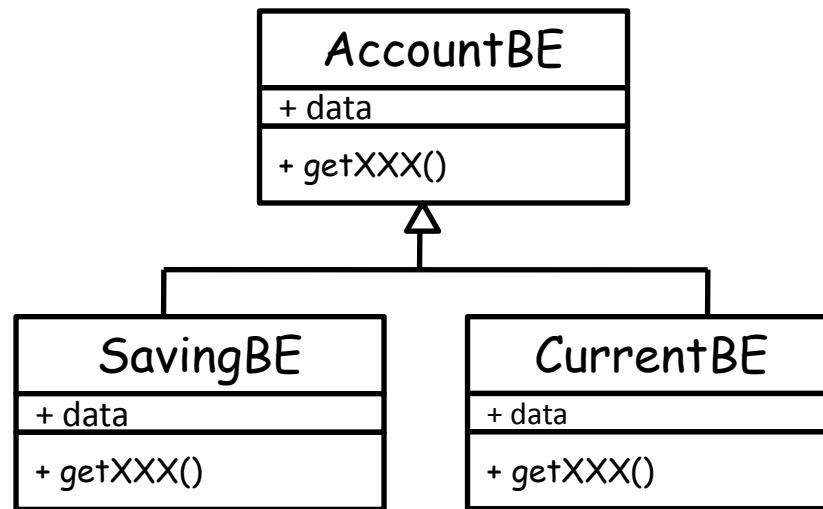 AccountBE
+ data
+ getXXX()
SavingBE
+ data
+ getXXX()
CurrentBE
+ data
+ getXXX()